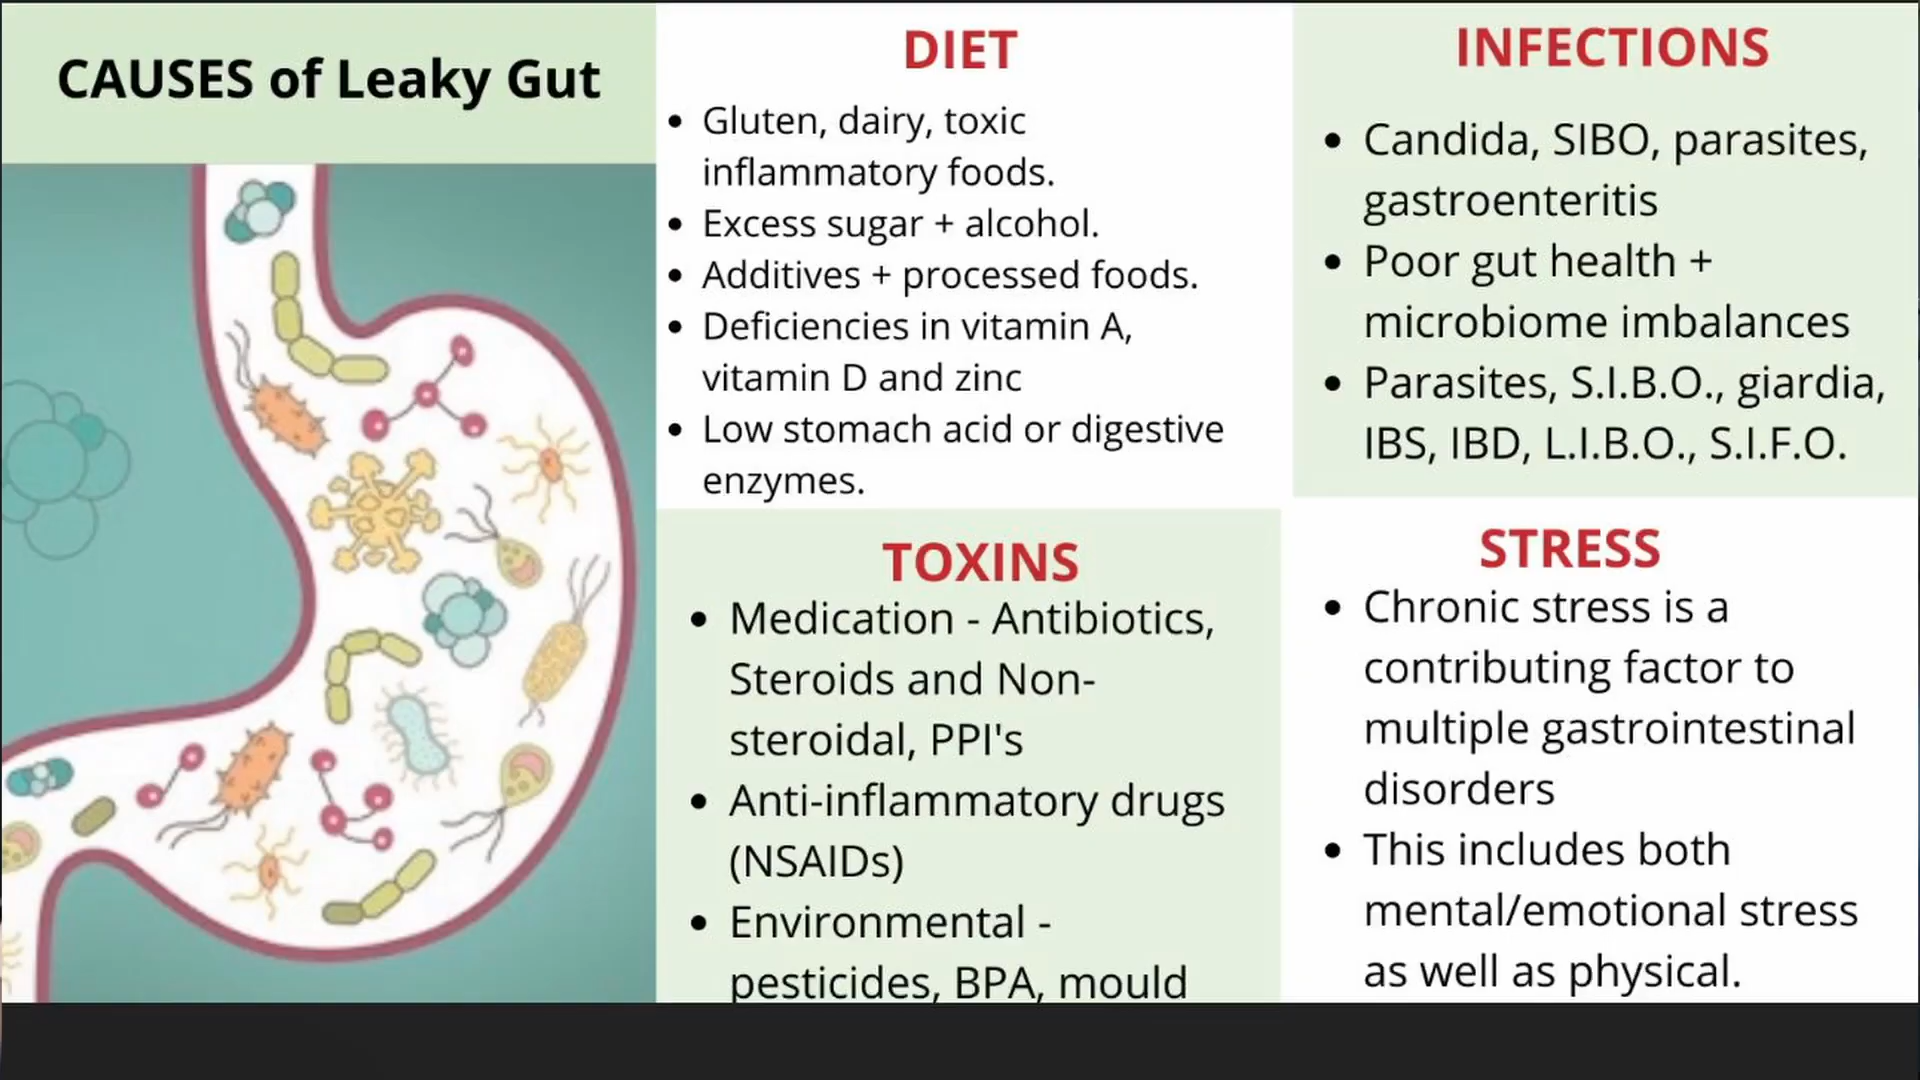 CAUSES of Leaky Gut
DIET
• Gluten, dairy, toxic
inflammatory foods.
• Excess sugar + alcohol.
• Additives + processed foods.
• Deficiencies in vitamin A,
vitamin D and zinc
• Low stomach acid or digestive
enzymes.
INFECTIONS
• Candida, SIBO, parasites,
gastroenteritis
• Poor gut health +
microbiome imbalances
• Parasites, S.I.B.O., giardia,
IBS, IBD, L.I.B.O., S.I.F.O.
TOXINS
• Medication - Antibiotics,
Steroids and Non-
steroidal, PPI's
• Anti-inflammatory drugs
(NSAIDs)
• Environmental -
pesticides, BPA, mould
STRESS
• Chronic stress is a
contributing factor to
multiple gastrointestinal
disorders
• This includes both
mental/emotional stress
as well as physical.